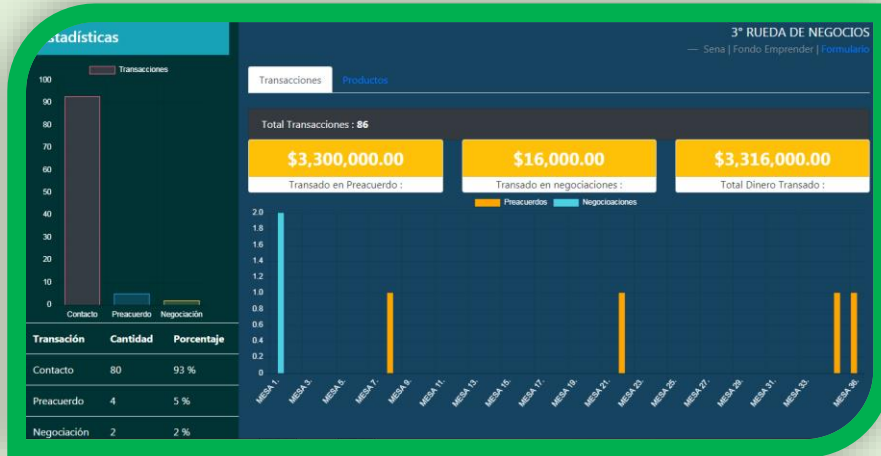 stadísticas
Transacciones
100
90
80
70
60
50
40
30
20
10
0
Contacto Preacuerdo Negociación
Transación Cantidad Porcentaje
Contacto 80 93 %
Preacuerdo 4 5 %
Negociación 2 2 %
3° RUEDA DE NEGOCIOS
— Sena | Fondo Emprender | Formulario
Transacciones Productos
Total Transacciones : 86
$3,300,000.00 $16,000.00 $3,316,000.00
Transado en Preacuerdo : Transado en negociaciones : Total Dinero Transado :
Preacuerdos Negocioaciones
2.0
1.8
1.6
1.4
1.2
1.0
0.8
0.6
0.4
0.2
0
MESA 1. MESA 3. MESA 5. MESA 7. MESA 9. MESA 11. MESA 13. MESA 15. MESA 17. MESA 19. MESA 21. MESA 23. MESA 25. MESA 27. MESA 29. MESA 31. MESA 33. MESA 36.